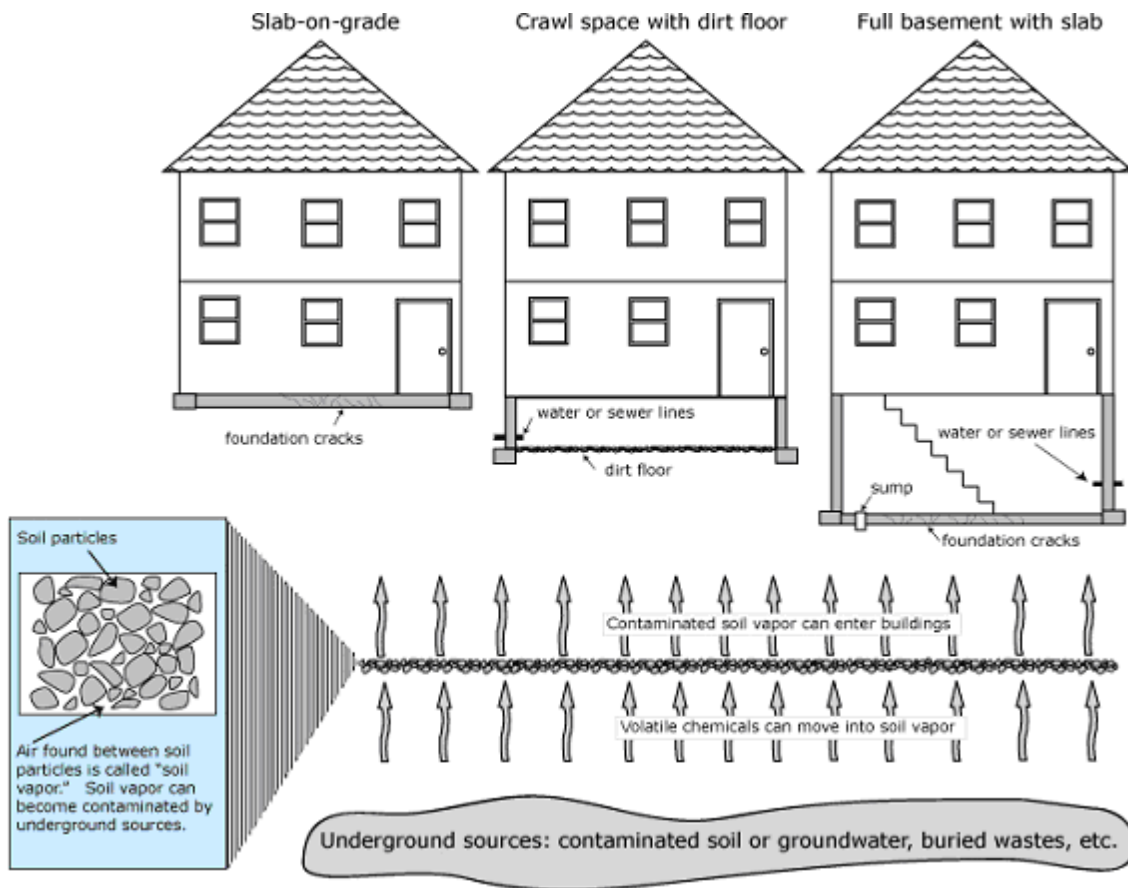 Slab-on-grade
Crawl space with dirt floor
Full basement with slab
foundation cracks
water or sewer lines
dirt floor
water or sewer lines
sump
foundation cracks
Soil particles
Air found between soil
particles is called "soil
vapor." Soil vapor can
become contaminated by
underground sources.
Contaminated soil vapor can enter buildings
Volatile chemicals can move into soil vapor
Underground sources: contaminated soil or groundwater, buried wastes, etc.